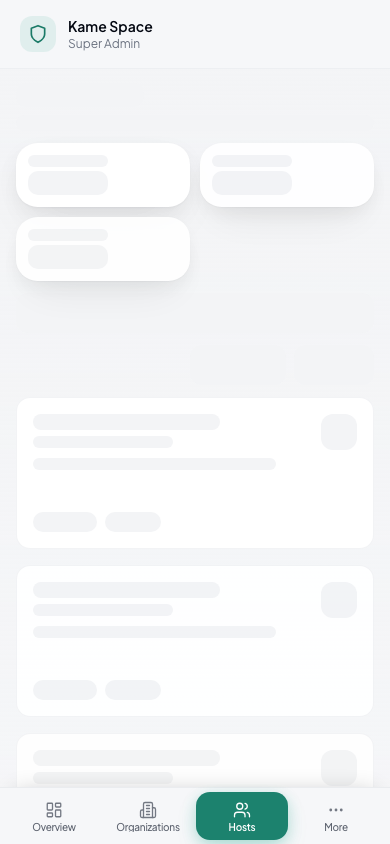 Kame Space
Super Admin
Overview
Organizations
Hosts
More